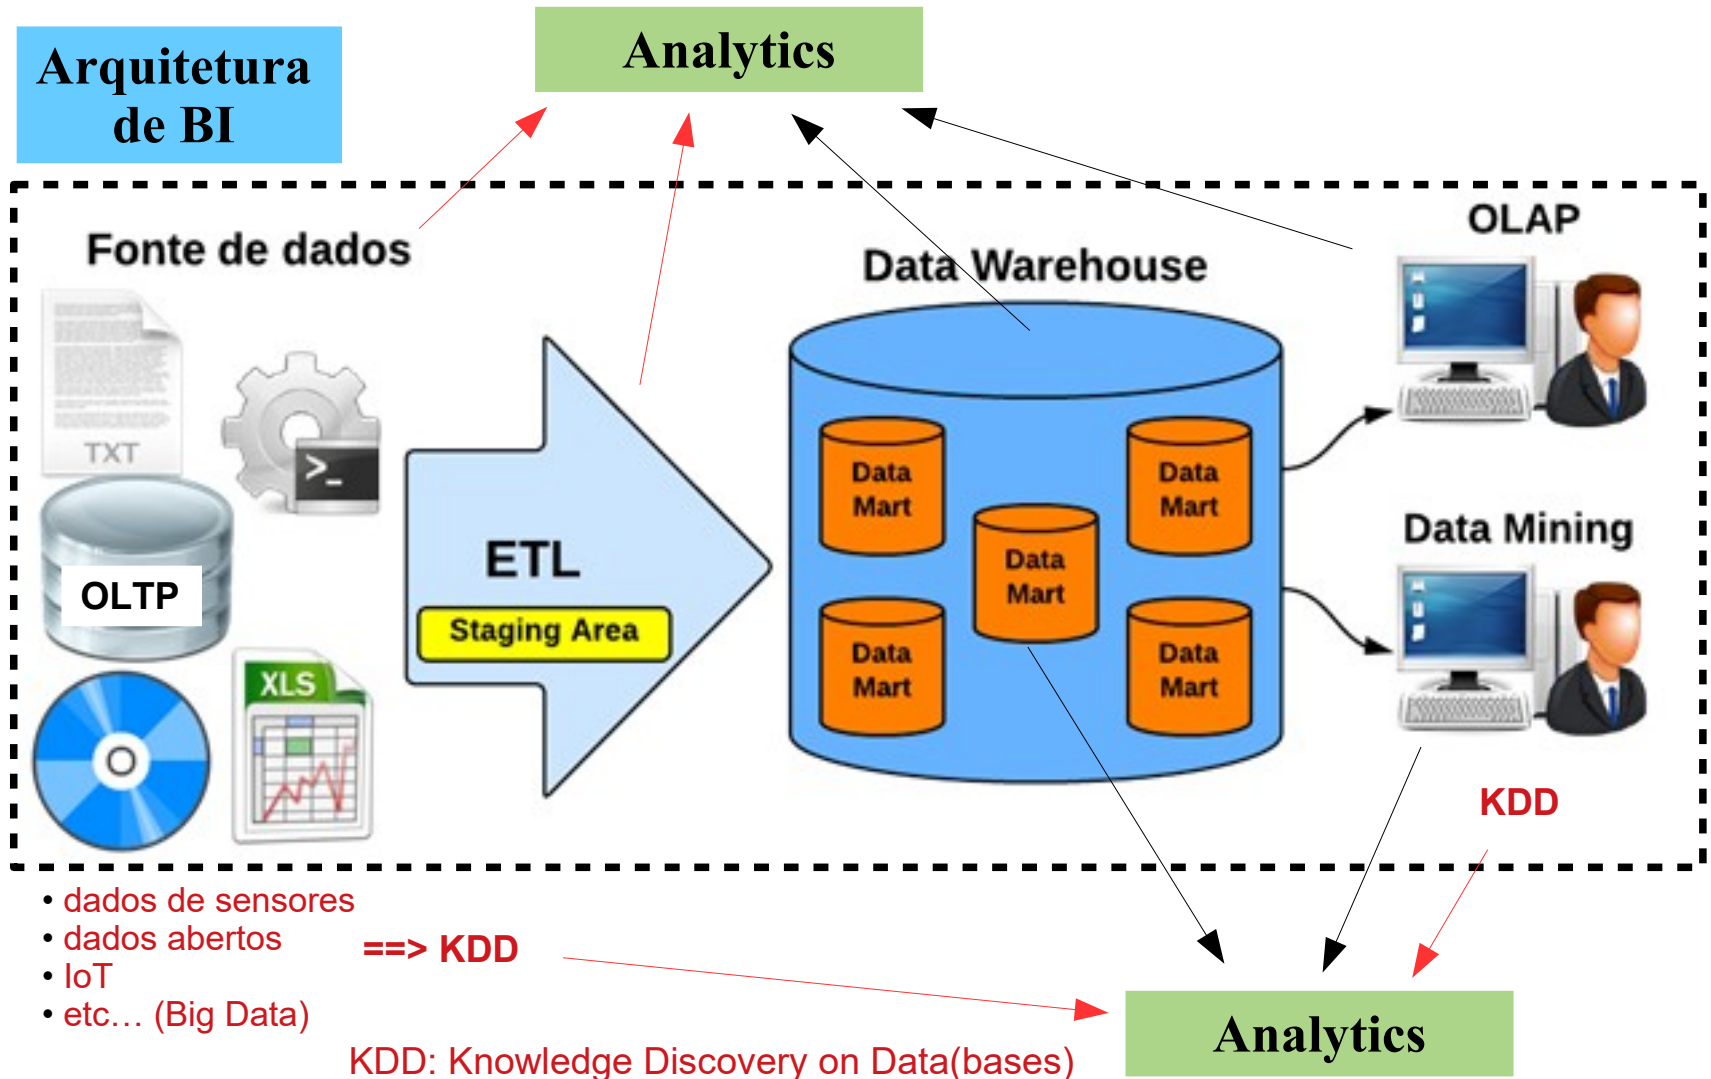 Arquitetura
de BI
Analytics
Fonte de dados
TXT
>_
OLTP
XLS
ETL
Staging Area
Data Warehouse
Data
Mart
Data
Mart
Data
Mart
Data
Mart
Data
Mart
OLAP
Data Mining
KDD
• dados de sensores
• dados abertos
• IoT
• etc... (Big Data)
==> KDD
KDD: Knowledge Discovery on Data(bases)
Analytics